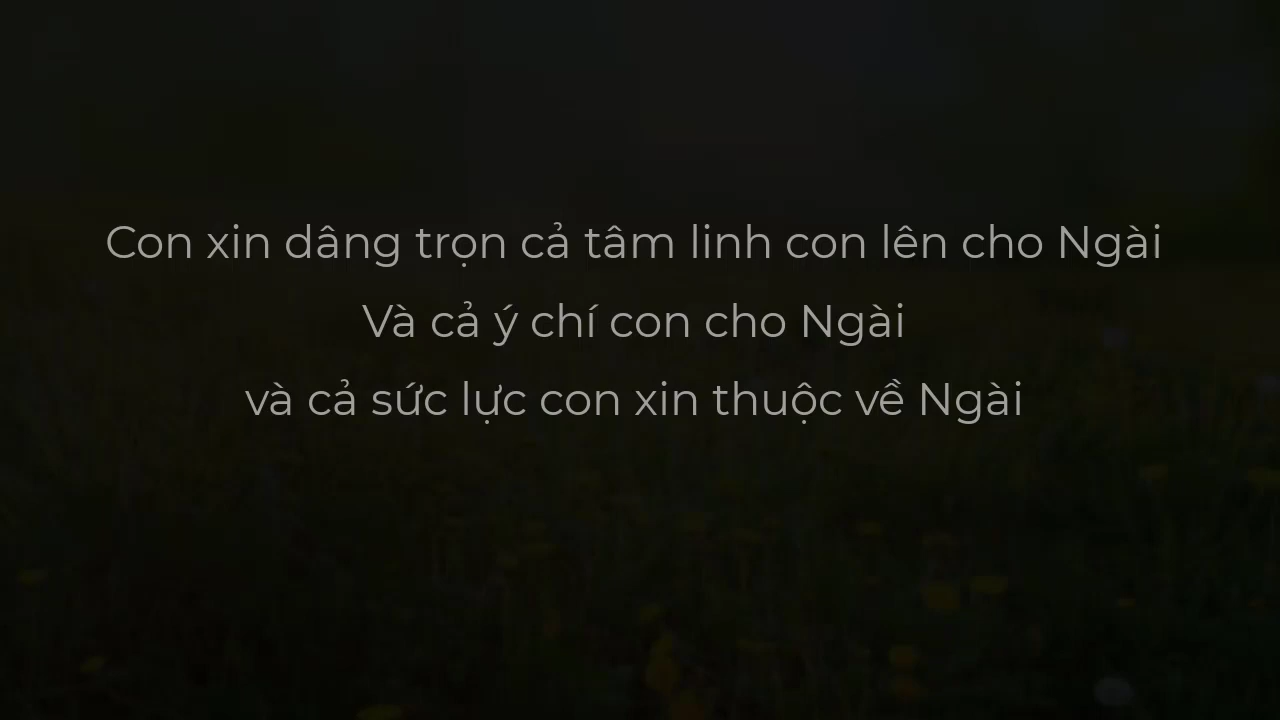 Con xin dâng trọn cả tâm linh con lên cho Ngài
Và cả ý chí con cho Ngài
và cả sức lực con xin thuộc về Ngài